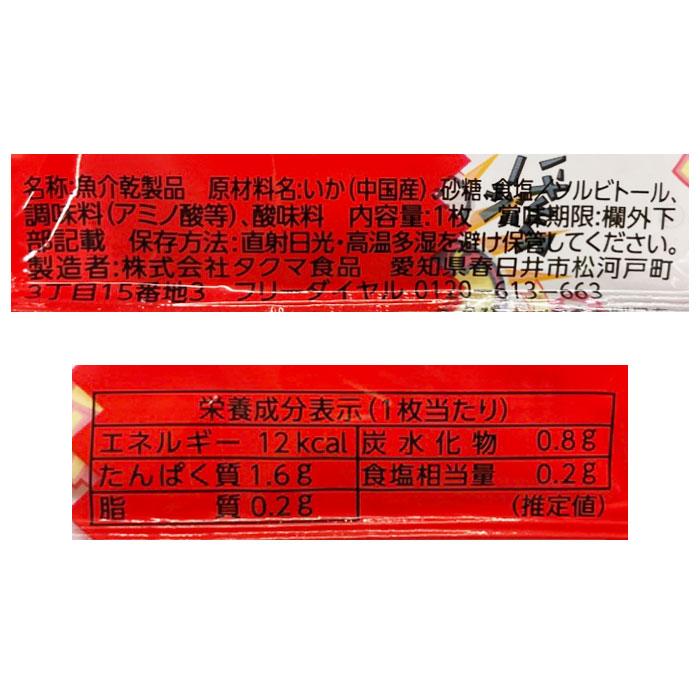 名称:魚介乾製品 原材料名:いか(中国産)、砂糖、食塩、ソルビトール、
調味料(アミノ酸等)、酸味料 内容量:1枚 賞味期限:欄外下
部記載 保存方法:直射日光・高温多湿を避け保管してください。
製造者:株式会社タクマ食品 愛知県春日井市松河戸町
3丁目15番地3 フリーダイヤル 0120-613-663
栄養成分表示(1枚当たり)
エネルギー 12kcal 炭水化物 0.8g
たんぱく質 1.6g 食塩相当量 0.2g
脂質 0.2g (推定値)